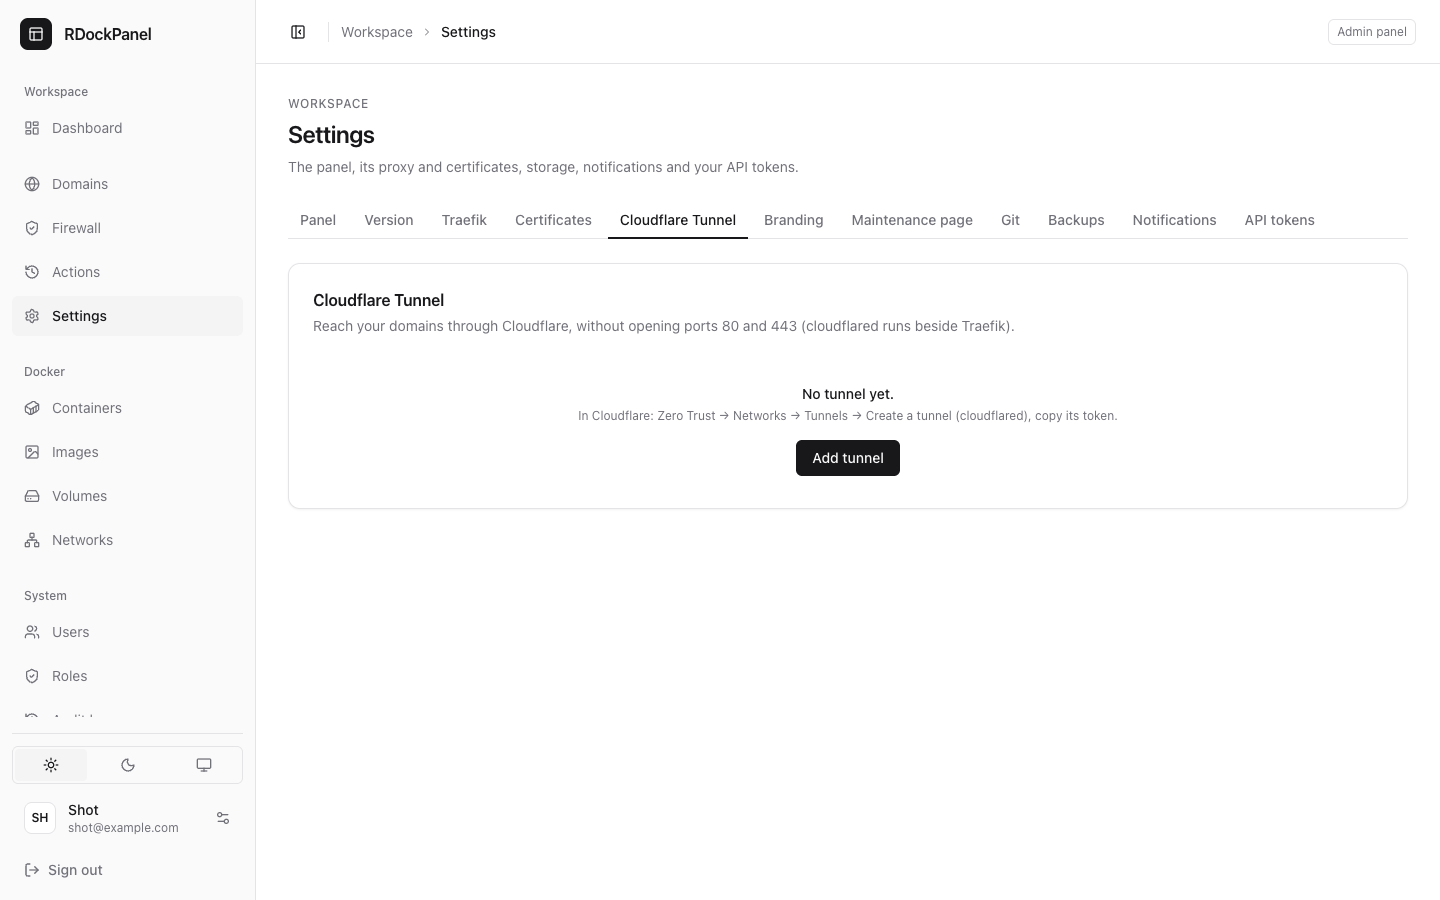 RDockPanel
Workspace
Dashboard
Domains
Firewall
Actions
Settings
Docker
Containers
Images
Volumes
Networks
System
Users
Roles
SH
Shot
shot@example.com
Sign out
Workspace > Settings
Admin panel
WORKSPACE
Settings
The panel, its proxy and certificates, storage, notifications and your API tokens.
Panel Version Traefik Certificates Cloudflare Tunnel Branding Maintenance page Git Backups Notifications API tokens
Cloudflare Tunnel
Reach your domains through Cloudflare, without opening ports 80 and 443 (cloudflared runs beside Traefik).
No tunnel yet.
In Cloudflare: Zero Trust → Networks → Tunnels → Create a tunnel (cloudflared), copy its token.
Add tunnel